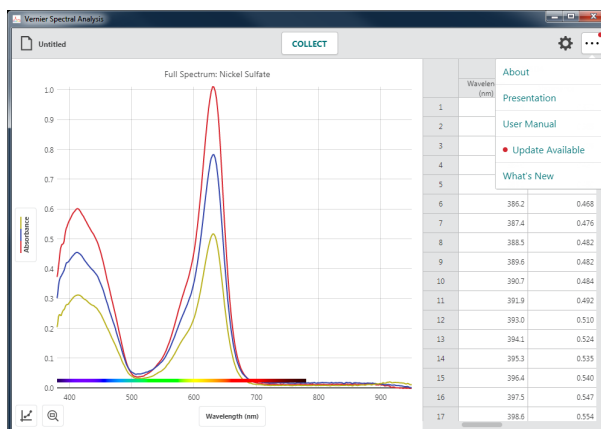 Vernier Spectral Analysis
Untitled
COLLECT
Full Spectrum: Nickel Sulfate
Absorbance
1.0
0.9
0.8
0.7
0.6
0.5
0.4
0.3
0.2
0.1
0.0
400
500
600
700
800
900
Wavelength (nm)
Wavelen
(nm)
1
2
3
4
5
6 386.2 0.468
7 387.4 0.476
8 388.5 0.482
9 389.6 0.482
10 390.7 0.484
11 391.9 0.492
12 393.0 0.510
13 394.1 0.524
14 395.3 0.535
15 396.4 0.540
16 397.5 0.547
17 398.6 0.554
About
Presentation
User Manual
Update Available
What's New